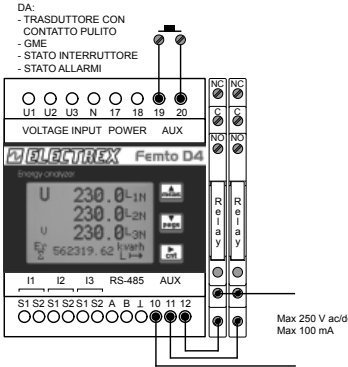 DA:
- TRASDUTTORE CON
CONTATTO PULITO
- GME
- STATO INTERRUTTORE
- STATO ALLARMI
NC NC
U1 U2 U3 N 17 18 19 20
C C
VOLTAGE INPUT POWER AUX
NO NO
ELECTREX Femto D4
Energy analyzer
U 230.0 L1N
230.0 L2N
U 230.0 L3N
562319.62 kvarh
page
Relay Relay
I1 I2 I3 RS-485 AUX
S1 S2 S1 S2 S1 S2 A B ⊥ 10 11 12
Max 250 V ac/d
Max 100 mA